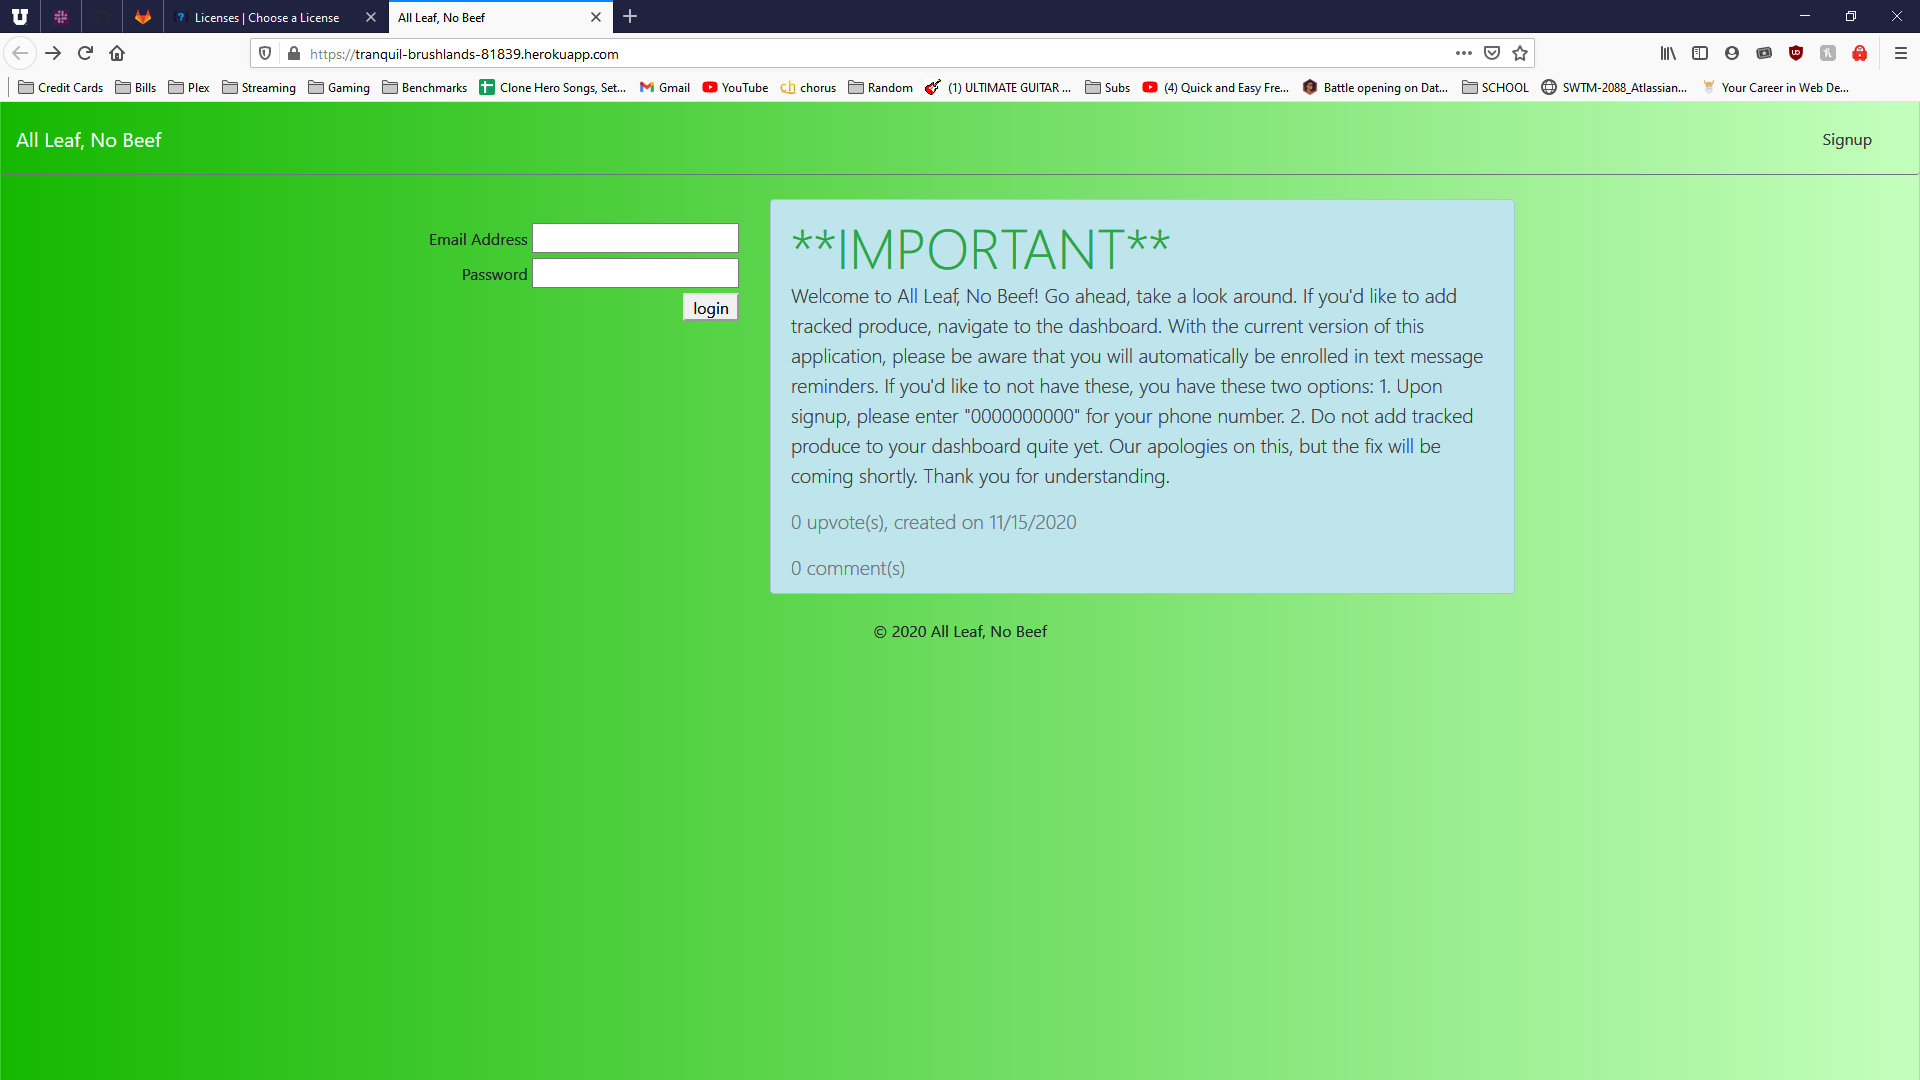 Licenses | Choose a License
All Leaf, No Beef
https://tranquil-brushlands-81839.herokuapp.com
Credit Cards
Bills
Plex
Streaming
Gaming
Benchmarks
Clone Hero Songs, Set...
Gmail
YouTube
chorus
Random
(1) ULTIMATE GUITAR ...
Subs
(4) Quick and Easy Fre...
Battle opening on Dat...
SCHOOL
SWTM-2088_Atlassian...
Your Career in Web De...
All Leaf, No Beef
Signup
Email Address
Password
login
**IMPORTANT**
Welcome to All Leaf, No Beef! Go ahead, take a look around. If you'd like to add
tracked produce, navigate to the dashboard. With the current version of this
application, please be aware that you will automatically be enrolled in text message
reminders. If you'd like to not have these, you have these two options: 1. Upon
signup, please enter "0000000000" for your phone number. 2. Do not add tracked
produce to your dashboard quite yet. Our apologies on this, but the fix will be
coming shortly. Thank you for understanding.
0 upvote(s), created on 11/15/2020
0 comment(s)
© 2020 All Leaf, No Beef